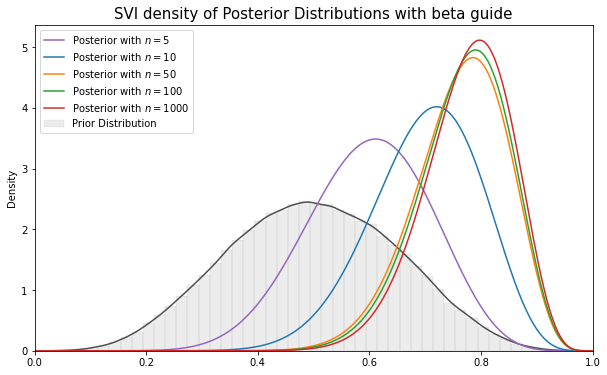 SVI density of Posterior Distributions with beta guide
Posterior with n = 5
Posterior with n = 10
Posterior with n = 50
Posterior with n = 100
Posterior with n = 1000
Prior Distribution
Density
5
4
3
2
1
0
0.0 0.2 0.4 0.6 0.8 1.0